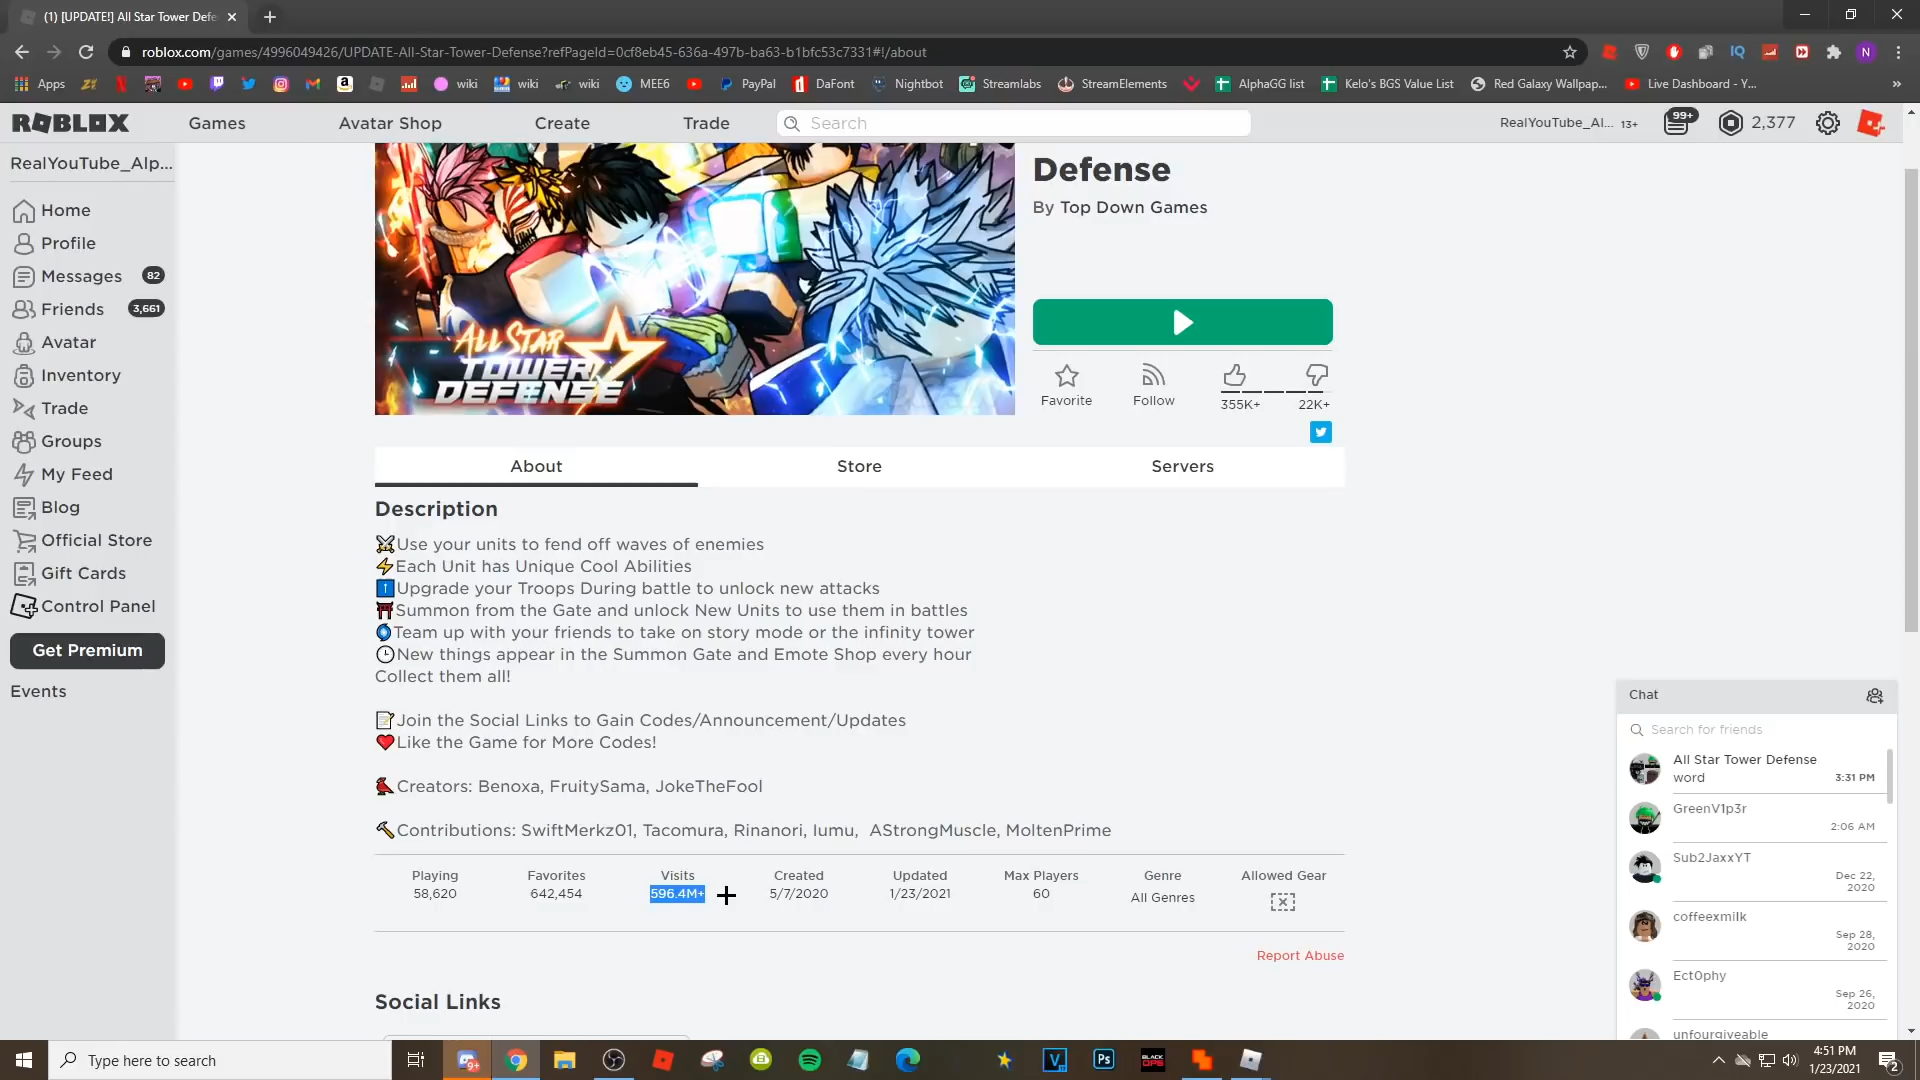 (1) [UPDATE!] All Star Tower Defe
roblox.com/games/4996049426/UPDATE-All-Star-Tower-Defense?refPageId=0cf8eb45-636a-497b-ba63-b1bfc53c7331#!/about
Apps wiki wiki wiki MEE6 PayPal DaFont Nightbot Streamlabs StreamElements AlphaGG list Kelo's BGS Value List Red Galaxy Wallpap... Live Dashboard - Y...
ROBLOX Games Avatar Shop Create Trade Search RealYouTube_Al... 13+ 99+ 2,377
RealYouTube_Alp...
Home
Profile
Messages 82
Friends 3,661
Avatar
Inventory
Trade
Groups
My Feed
Blog
Official Store
Gift Cards
Control Panel
Get Premium
Events
ALL STAR
TOWER
DEFENSE
Defense
By Top Down Games
Favorite Follow 355K+ 22K+
About Store Servers
Description
Use your units to fend off waves of enemies
Each Unit has Unique Cool Abilities
Upgrade your Troops During battle to unlock new attacks
Summon from the Gate and unlock New Units to use them in battles
Team up with your friends to take on story mode or the infinity tower
New things appear in the Summon Gate and Emote Shop every hour
Collect them all!
Join the Social Links to Gain Codes/Announcement/Updates
Like the Game for More Codes!
Creators: Benoxa, FruitySama, JokeTheFool
Contributions: SwiftMerkz01, Tacomura, Rinanori, Iumu, AStrongMuscle, MoltenPrime
Playing Favorites Visits Created Updated Max Players Genre Allowed Gear
58,620 642,454 596.4M+ 5/7/2020 1/23/2021 60 All Genres
Report Abuse
Social Links
Chat
Search for friends
All Star Tower Defense
word 3:31 PM
GreenV1p3r
2:06 AM
Sub2JaxxYT
Dec 22,
2020
coffeexmilk
Sep 28,
2020
Ect0phy
Sep 26,
2020
unfourgiveable
Type here to search
4:51 PM
1/23/2021